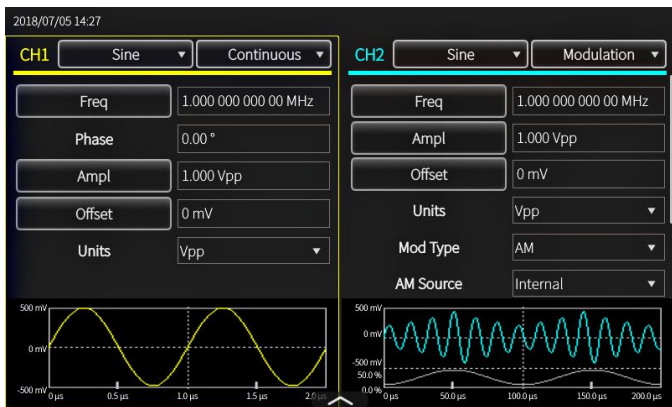 2018/07/05 14:27
CH1 Sine Continuous
Freq 1.000 000 000 00 MHz
Phase 0.00 °
Ampl 1.000 Vpp
Offset 0 mV
Units Vpp
500 mV
0 mV
-500 mV
0 µs 0.5 µs 1.0 µs 1.5 µs 2.0 µs
CH2 Sine Modulation
Freq 1.000 000 000 00 MHz
Ampl 1.000 Vpp
Offset 0 mV
Units Vpp
Mod Type AM
AM Source Internal
500 mV
0 mV
-500 mV
50.0 %
0.0 %
0 µs 50.0 µs 100.0 µs 150.0 µs 200.0 µs